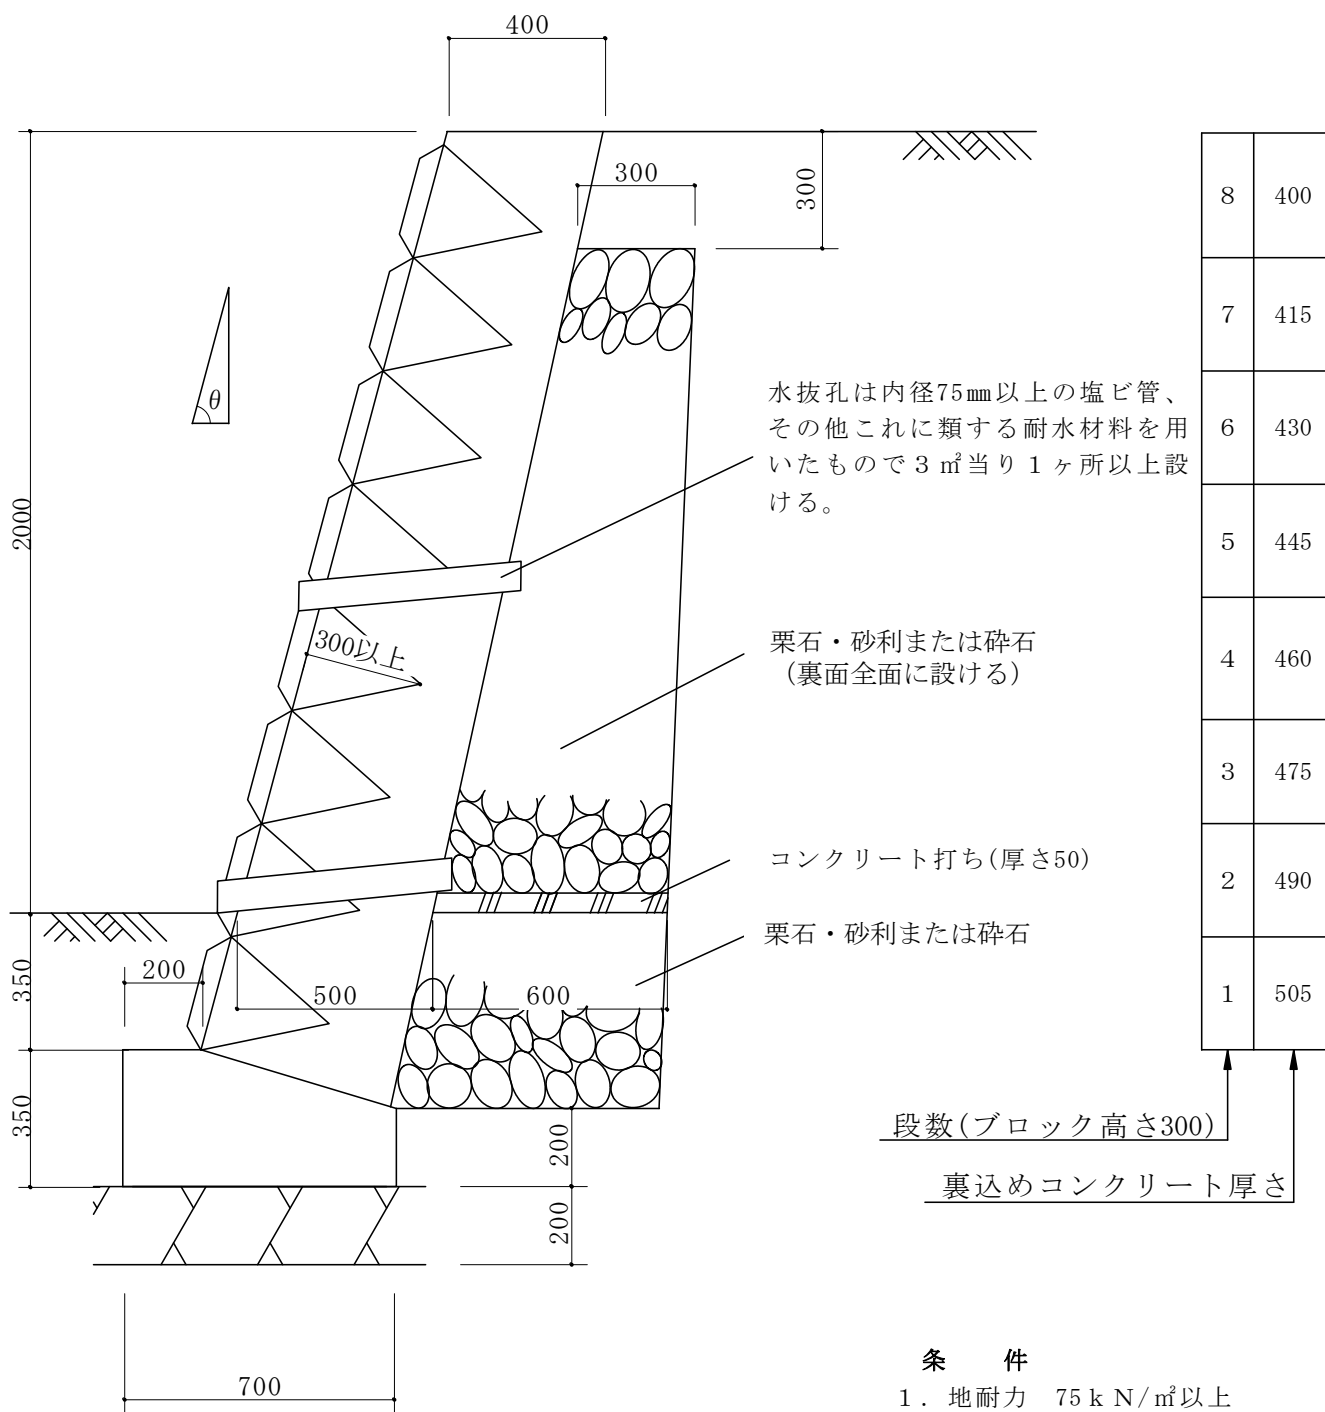 400
300
300
θ
2000
水抜孔は内径75㎜以上の塩ビ管、
その他これに類する耐水材料を用
いたもので３㎡当り１ヶ所以上設
ける。
300以上
栗石・砂利または砕石
（裏面全面に設ける）
コンクリート打ち(厚さ50)
栗石・砂利または砕石
350
200
500
600
350
200
200
700
8 400
7 415
6 430
5 445
4 460
3 475
2 490
1 505
段数(ブロック高さ300)
裏込めコンクリート厚さ
条　件
１．地耐力　75ｋN/㎡以上